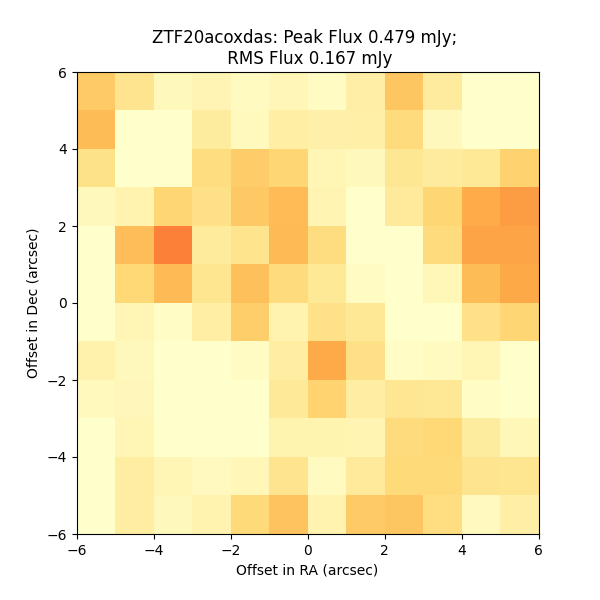 ZTF20acoxdas: Peak Flux 0.479 mJy;
RMS Flux 0.167 mJy
6
4
2
0
−2
−4
−6
Offset in Dec (arcsec)
−6 −4 −2 0 2 4 6
Offset in RA (arcsec)